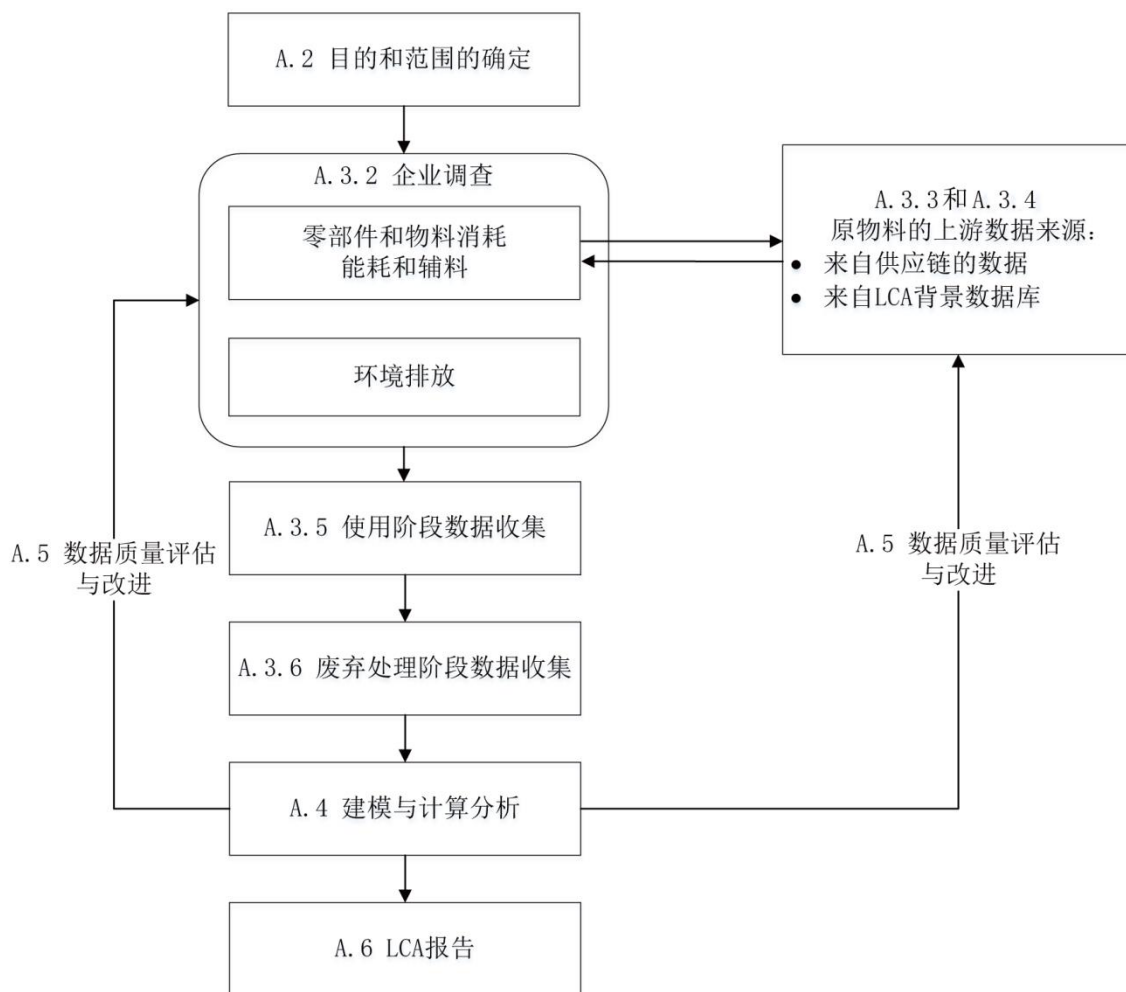 A.2 目的和范围的确定
A.3.2 企业调查
零部件和物料消耗
能耗和辅料
环境排放
A.3.3和A.3.4
原物料的上游数据来源:
● 来自供应链的数据
● 来自LCA背景数据库
A.3.5 使用阶段数据收集
A.5 数据质量评估
与改进
A.5 数据质量评估
与改进
A.3.6 废弃处理阶段数据收集
A.4 建模与计算分析
A.6 LCA报告